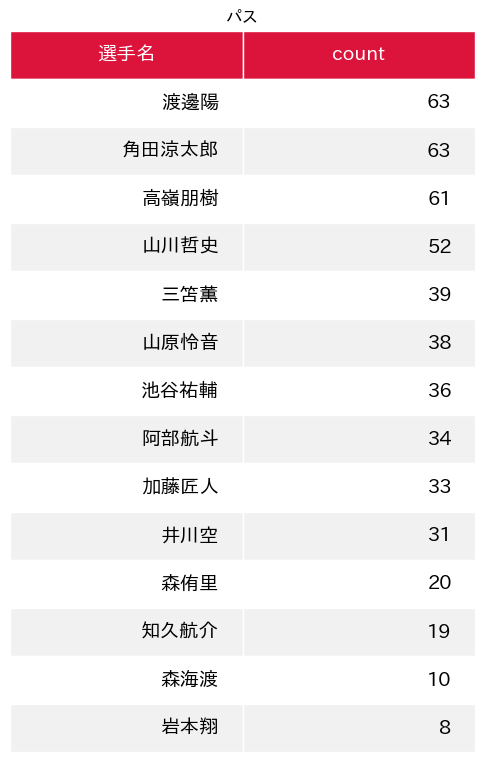 パス
選手名 count
渡邊陽 63
角田涼太郎 63
高嶺朋樹 61
山川哲史 52
三笘薫 39
山原怜音 38
池谷祐輔 36
阿部航斗 34
加藤匠人 33
井川空 31
森侑里 20
知久航介 19
森海渡 10
岩本翔 8